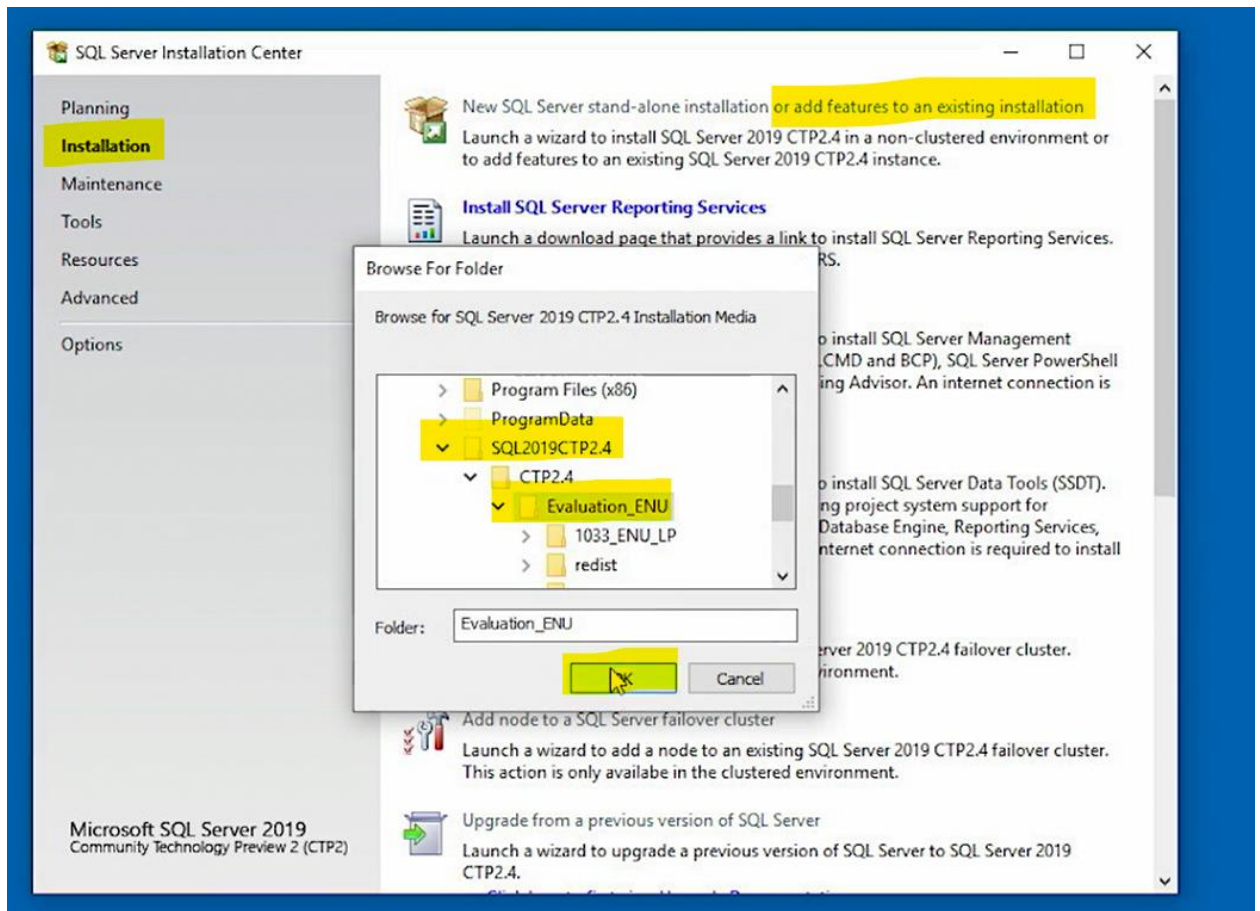 SQL Server Installation Center
Planning
Installation
Maintenance
Tools
Resources
Advanced
Options
Microsoft SQL Server 2019
Community Technology Preview 2 (CTP2)
New SQL Server stand-alone installation or add features to an existing installation
Launch a wizard to install SQL Server 2019 CTP2.4 in a non-clustered environment or
to add features to an existing SQL Server 2019 CTP2.4 instance.
Install SQL Server Reporting Services
Launch a download page that provides a link to install SQL Server Reporting Services.
RS.
Browse For Folder
Browse for SQL Server 2019 CTP2.4 Installation Media
Program Files (x86)
ProgramData
SQL2019CTP2.4
CTP2.4
Evaluation_ENU
1033_ENU_LP
redist
Folder: Evaluation_ENU
Cancel
o install SQL Server Management
CMD and BCP), SQL Server PowerShell
ing Advisor. An internet connection is
o install SQL Server Data Tools (SSDT).
ng project system support for
Database Engine, Reporting Services,
nternet connection is required to install
erver 2019 CTP2.4 failover cluster.
vironment.
Add node to a SQL Server failover cluster
Launch a wizard to add a node to an existing SQL Server 2019 CTP2.4 failover cluster.
This action is only availabe in the clustered environment.
Upgrade from a previous version of SQL Server
Launch a wizard to upgrade a previous version of SQL Server to SQL Server 2019
CTP2.4.